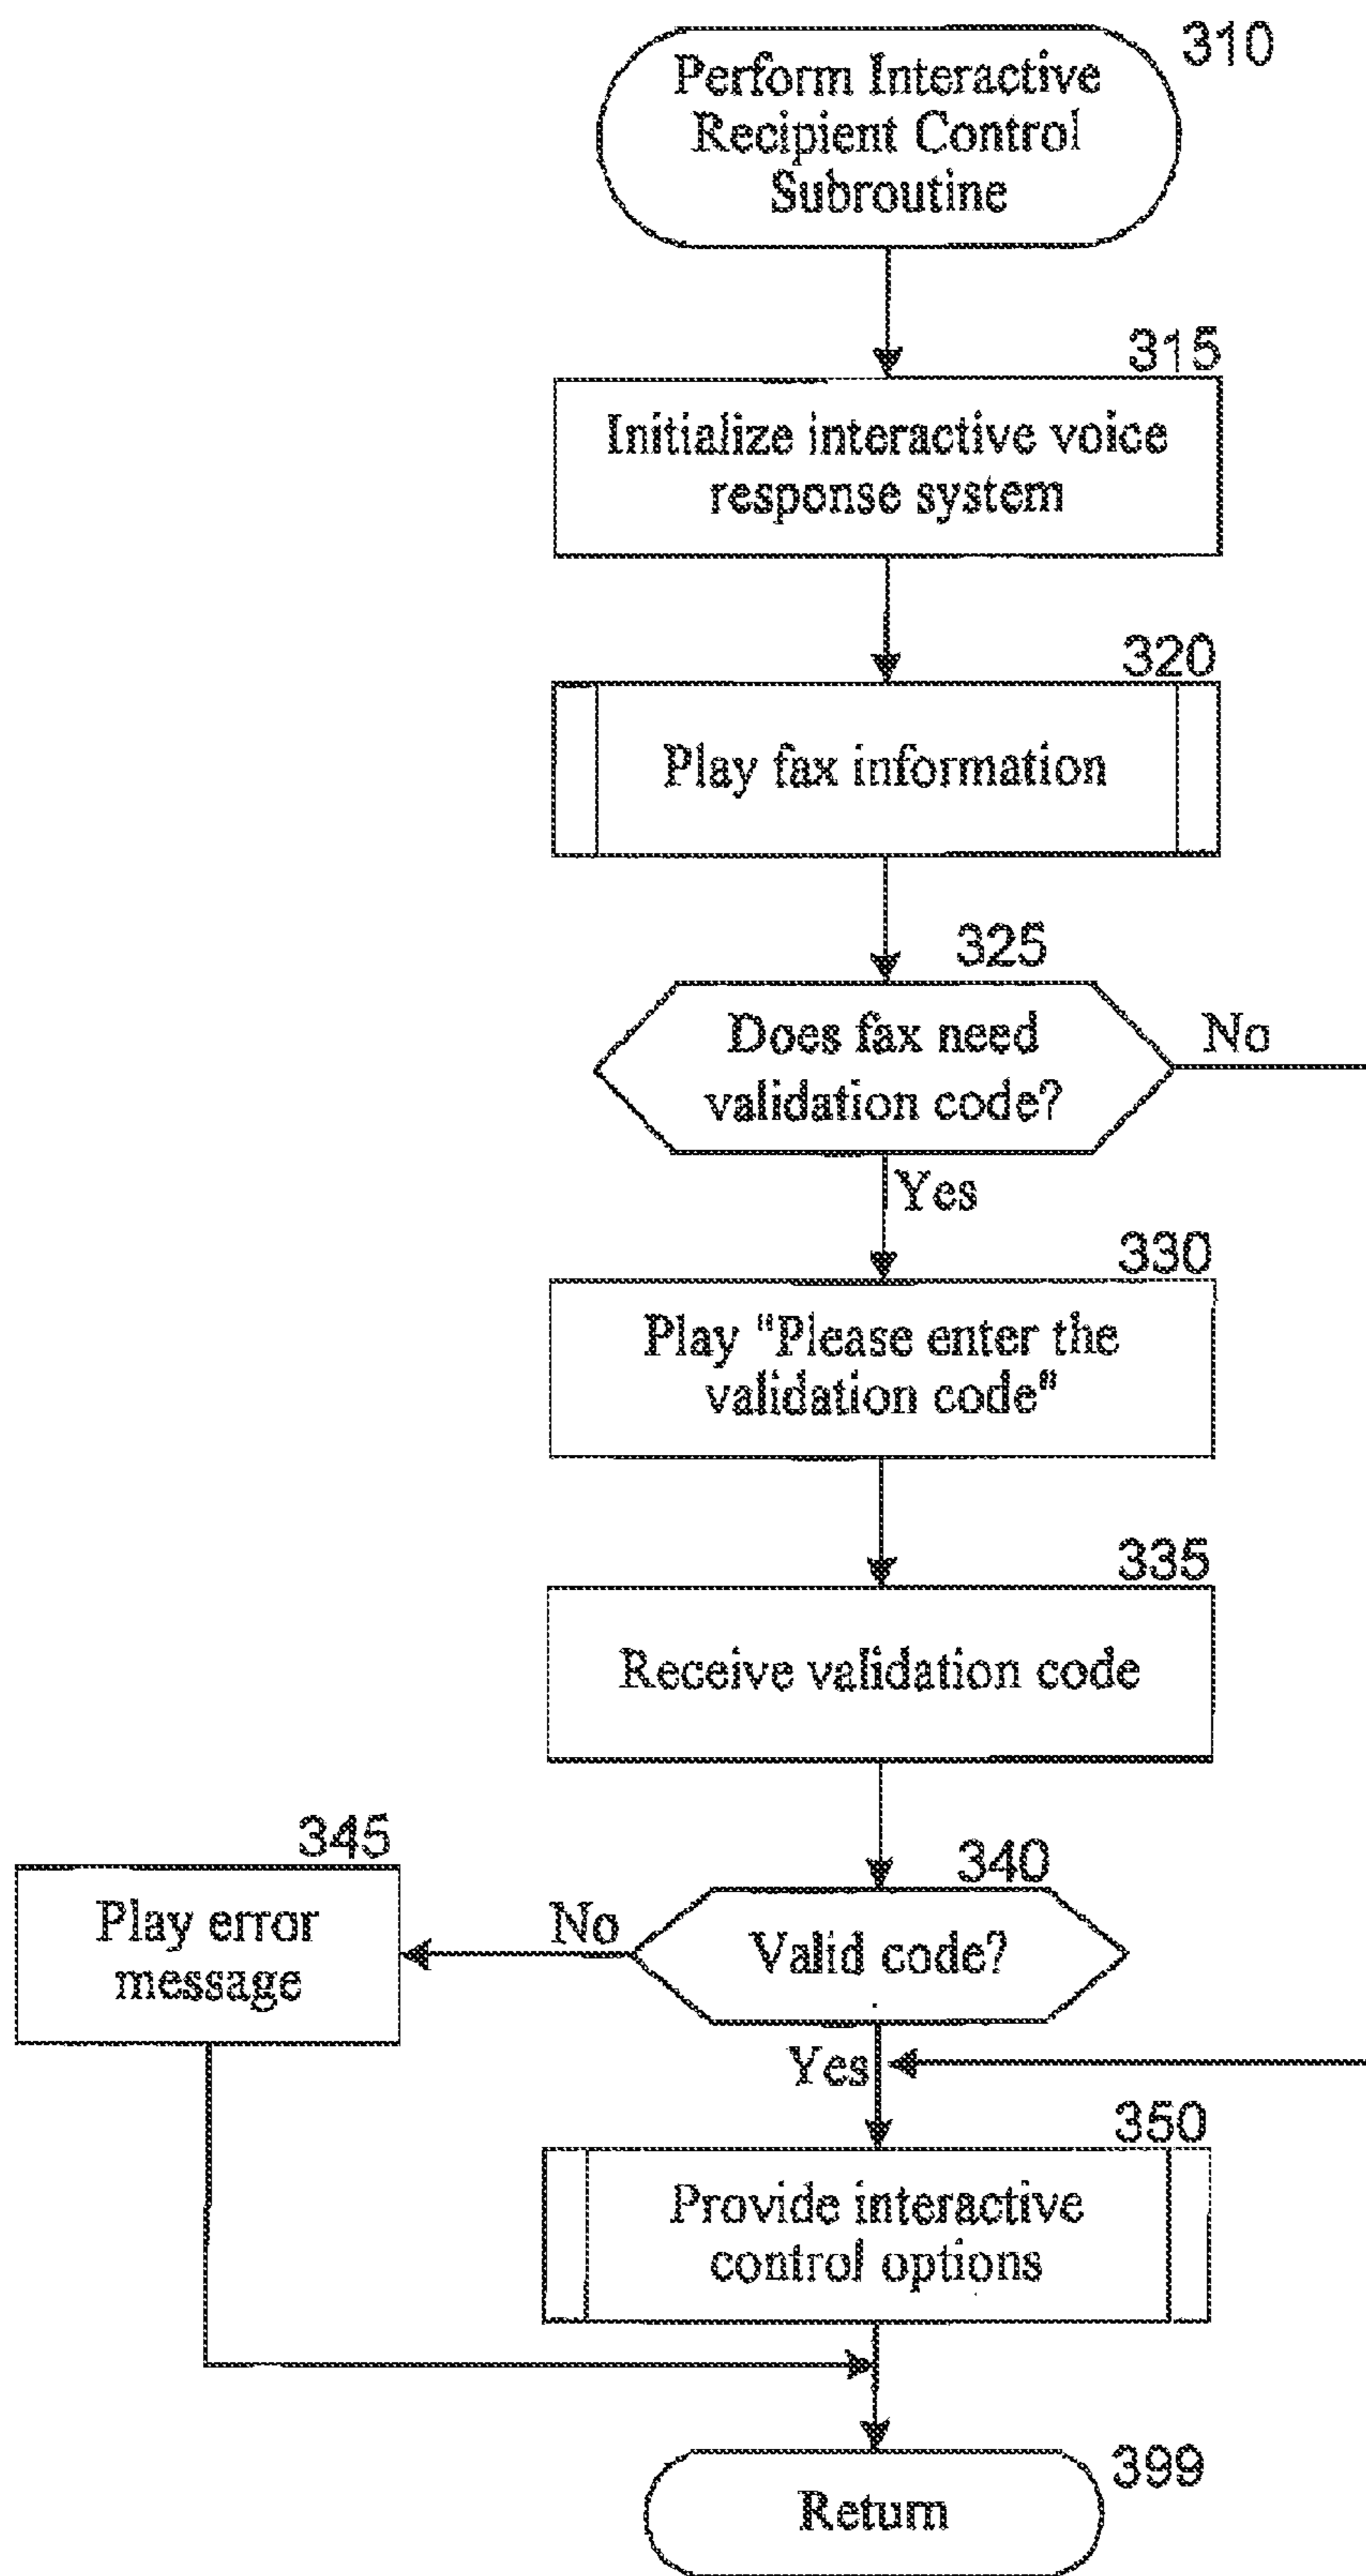 310
Perform Interactive
Recipient Control
Subroutine
315
Initialize interactive voice
response system
320
Play fax information
325
Does fax need
validation code?
No
Yes
330
Play "Please enter the
validation code"
335
Receive validation code
345
Play error
message
340
No
Valid code?
Yes
350
Provide interactive
control options
399
Return